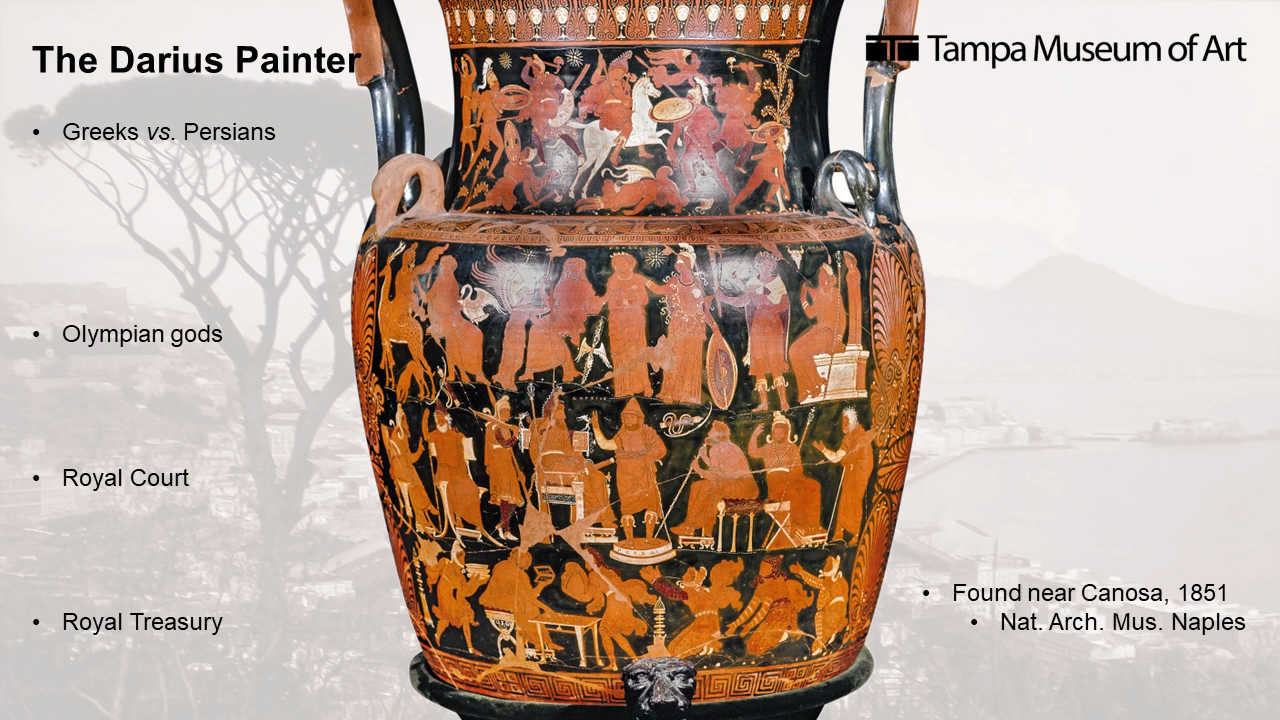 The Darius Painter
Tampa Museum of Art
• Greeks vs. Persians
• Olympian gods
• Royal Court
• Royal Treasury
• Found near Canosa, 1851
• Nat. Arch. Mus. Naples